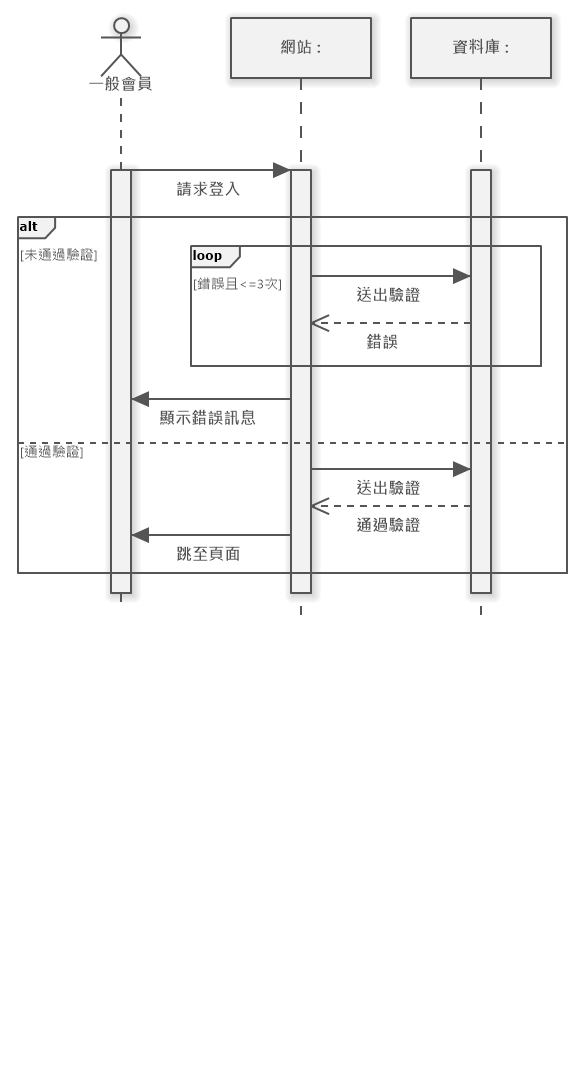 一般會員
網站 :
資料庫 :
請求登入
alt
[未通過驗證]
loop
[錯誤且<=3次]
送出驗證
錯誤
顯示錯誤訊息
[通過驗證]
送出驗證
通過驗證
跳至頁面